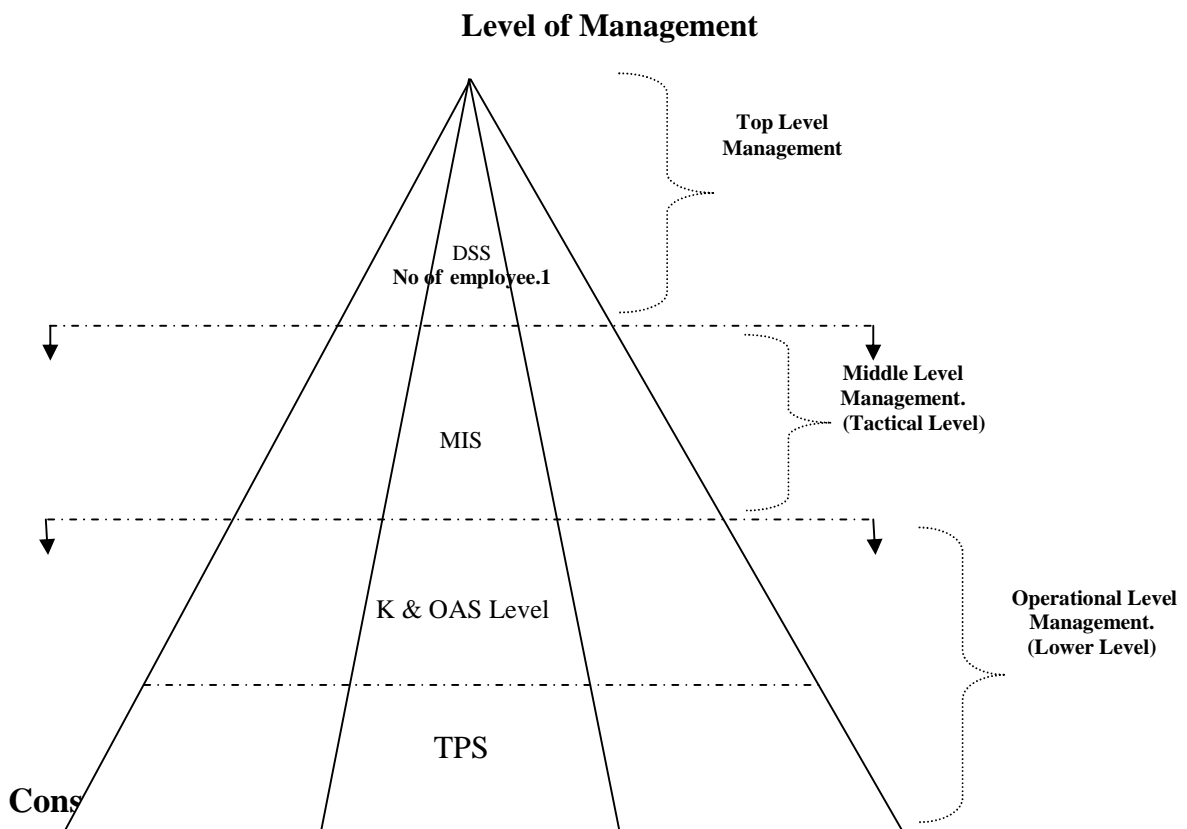 Level of Management
Top Level
Management
DSS
No of employee.1
Middle Level
Management.
(Tactical Level)
MIS
K & OAS Level
Operational Level
Management.
(Lower Level)
TPS
Cons